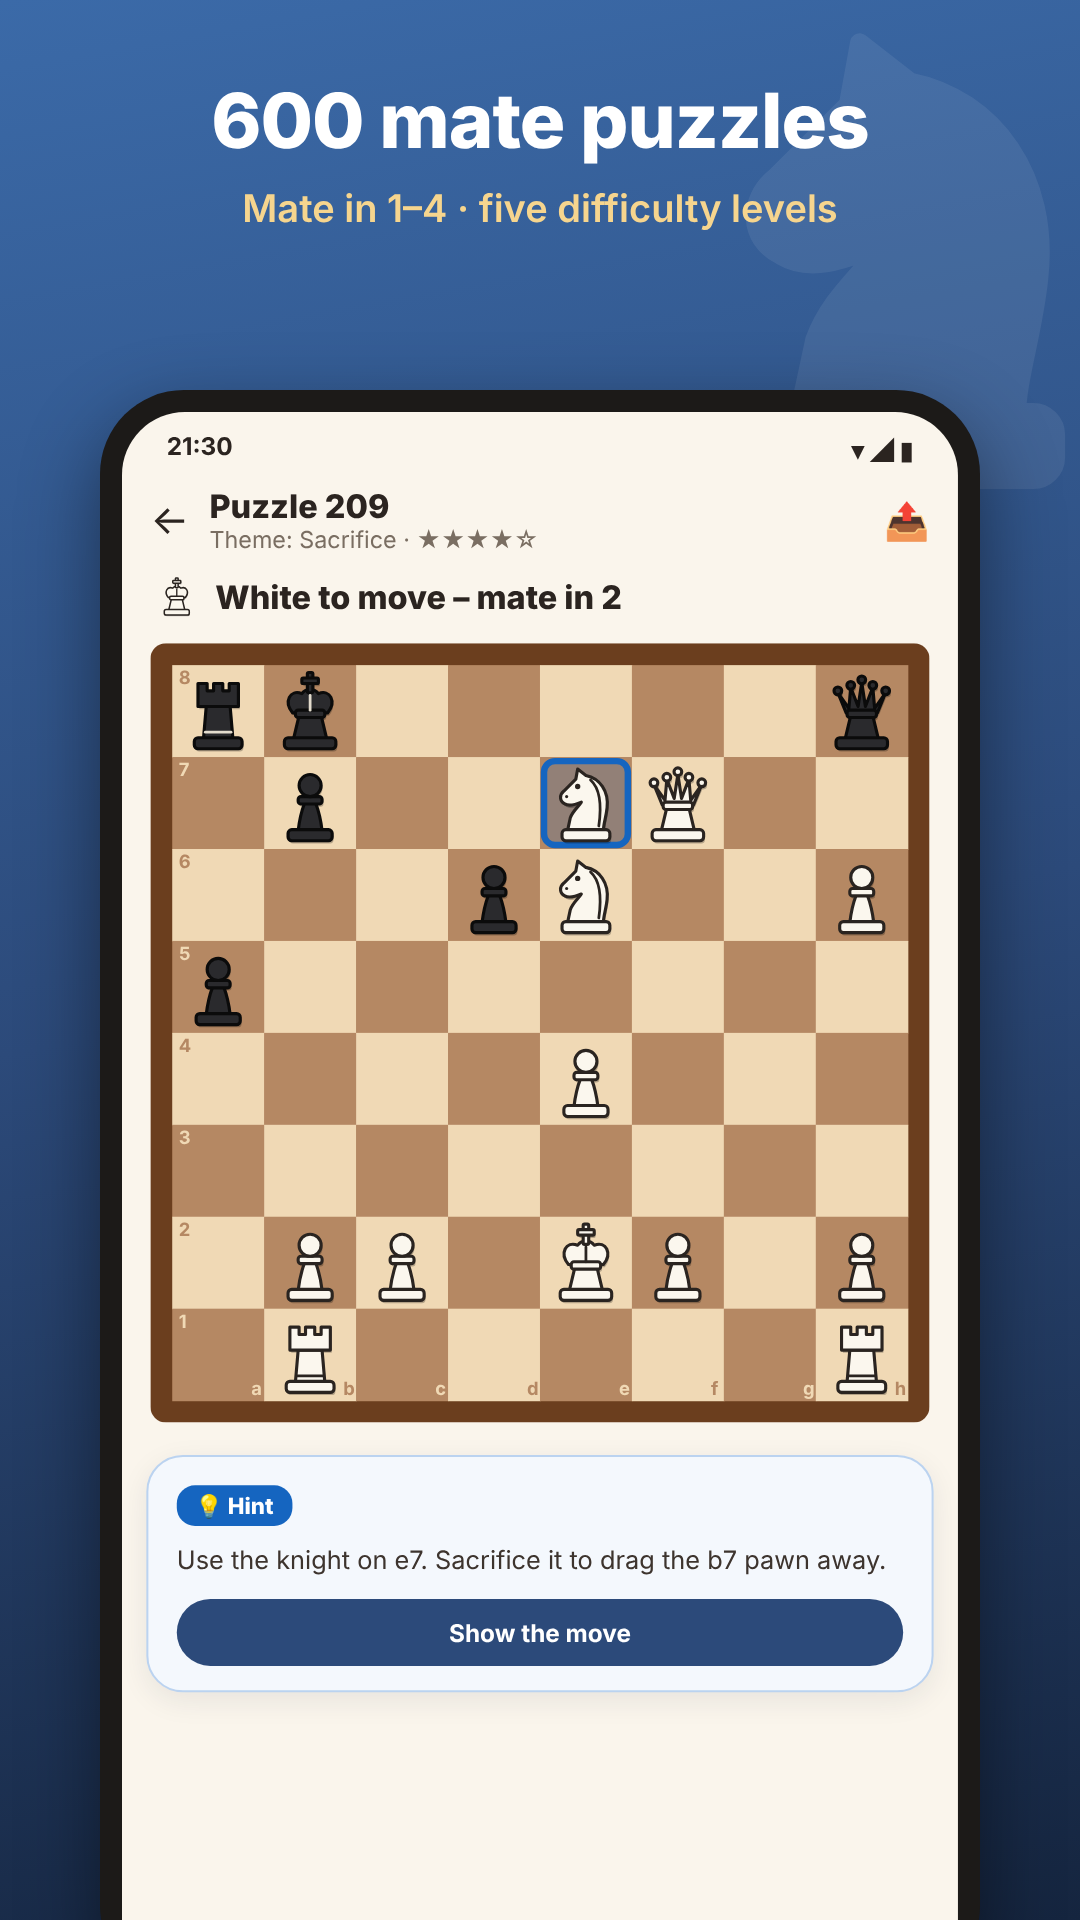 600 mate puzzles
Mate in 1–4 · five difficulty levels
21:30
Puzzle 209
Theme: Sacrifice · ★★★★☆
White to move – mate in 2
8
7
6
5
4
3
2
1
a b c d e f g h
💡 Hint
Use the knight on e7. Sacrifice it to drag the b7 pawn away.
Show the move